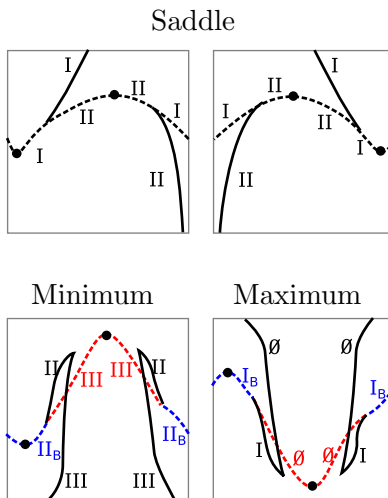 Saddle
I II I
II II
I II I
I II I
II II
Minimum Maximum
II II Ø Ø
III III I_B I_B
II_B II_B I Ø Ø I
III III